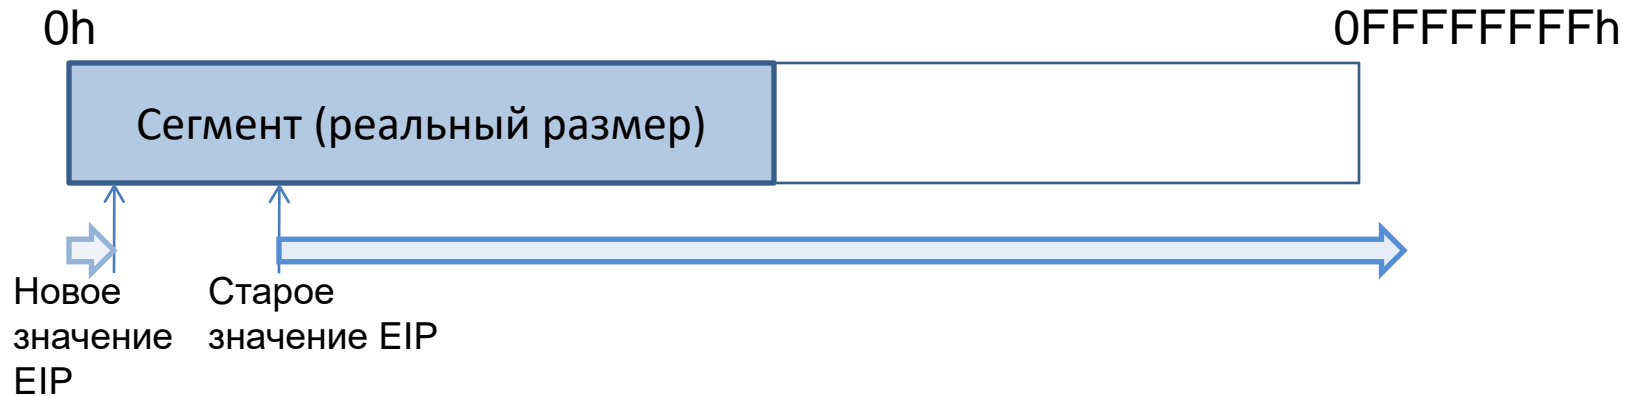 0h
0FFFFFFFFh
Сегмент (реальный размер)
Новое
значение
EIP
Старое
значение EIP